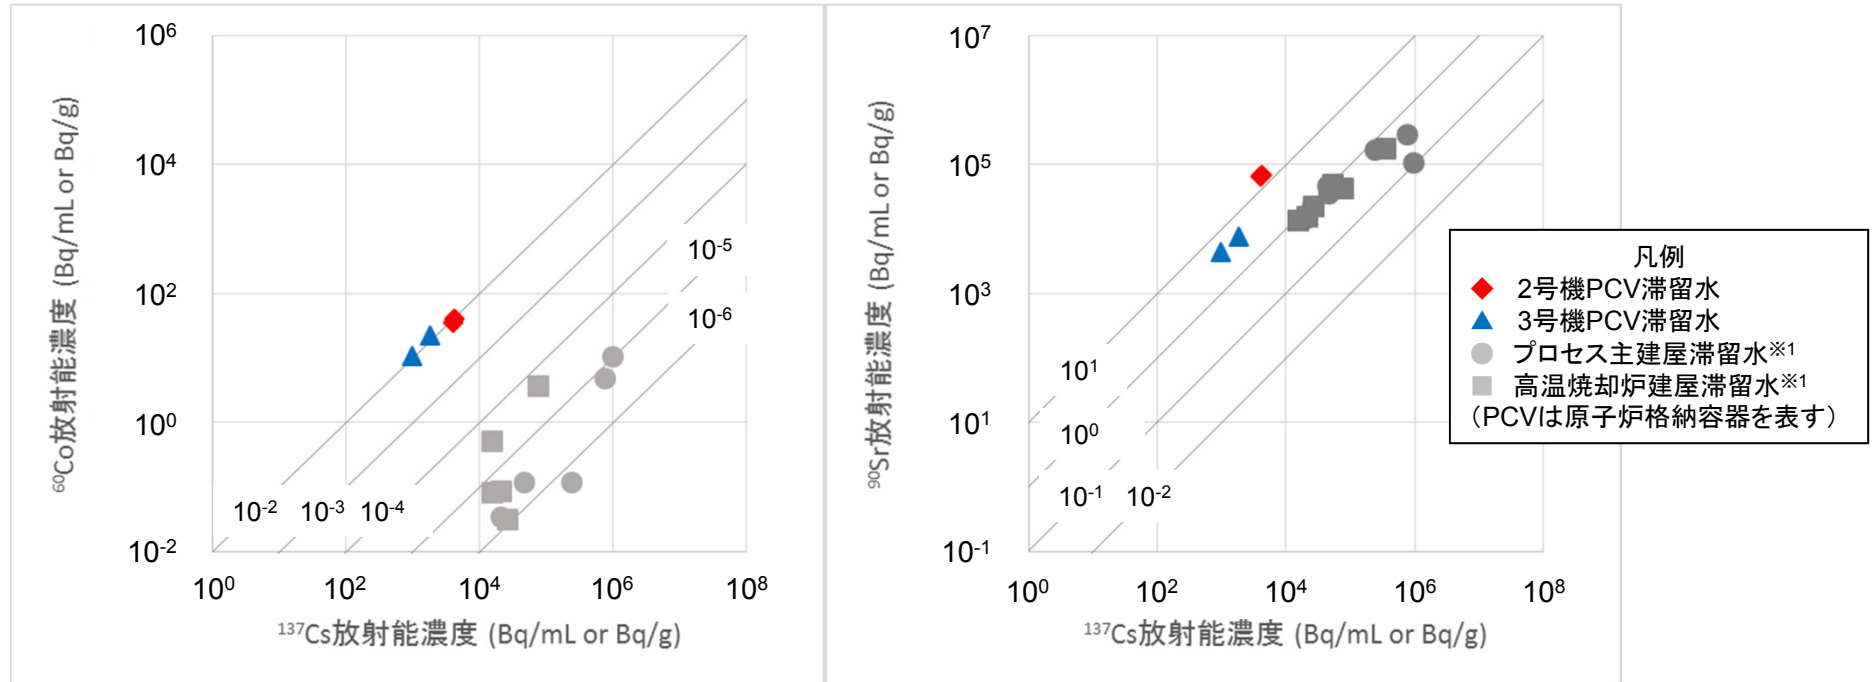 10⁶
10⁴
10²
10⁰
10⁻²
⁶⁰Co放射能濃度 (Bq/mL or Bq/g)
10⁻⁵
10⁻⁶
10⁻² 10⁻³ 10⁻⁴
10⁰ 10² 10⁴ 10⁶ 10⁸
¹³⁷Cs放射能濃度 (Bq/mL or Bq/g)
10⁷
10⁵
10³
10¹
10⁻¹
⁹⁰Sr放射能濃度 (Bq/mL or Bq/g)
10¹
10⁰
10⁻¹ 10⁻²
10⁰ 10² 10⁴ 10⁶ 10⁸
¹³⁷Cs放射能濃度 (Bq/mL or Bq/g)
凡例
2号機PCV滞留水
3号機PCV滞留水
プロセス主建屋滞留水※1
高温焼却炉建屋滞留水※1
（PCVは原子炉格納容器を表す）